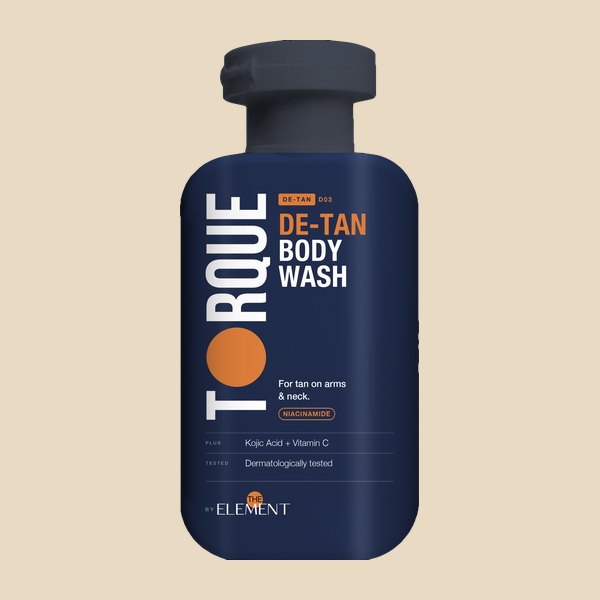 TORQUE
DE-TAN D03
DE-TAN
BODY
WASH
For tan on arms
& neck.
NIACINAMIDE
PLUS Kojic Acid + Vitamin C
TESTED Dermatologically tested
BY THE ELEMENT